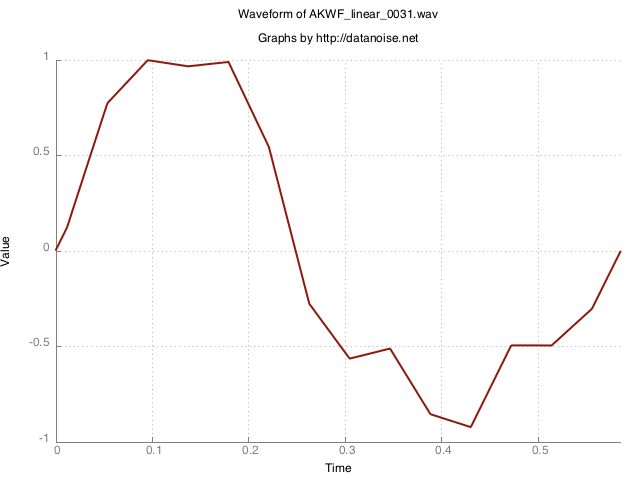 Waveform of AKWF_linear_0031.wav
Graphs by http://datanoise.net
1
0.5
0
-0.5
-1
Value
0 0.1 0.2 0.3 0.4 0.5
Time